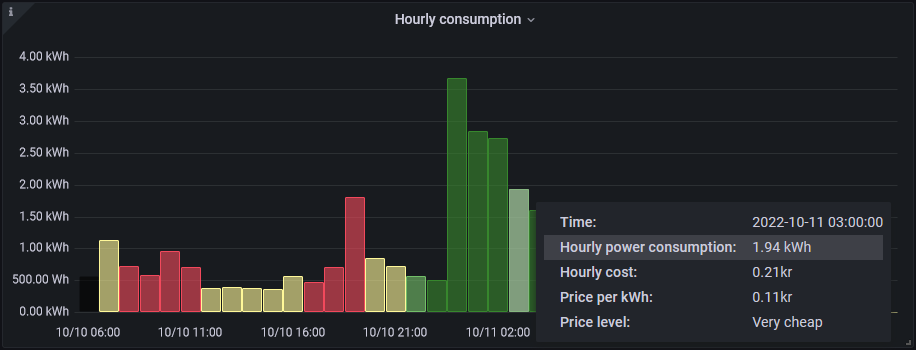 i
Hourly consumption
4.00 kWh
3.50 kWh
3.00 kWh
2.50 kWh
2.00 kWh
1.50 kWh
1.00 kWh
500.00 Wh
0.00 kWh
10/10 06:00 10/10 11:00 10/10 16:00 10/10 21:00 10/11 02:00
Time: 2022-10-11 03:00:00
Hourly power consumption: 1.94 kWh
Hourly cost: 0.21kr
Price per kWh: 0.11kr
Price level: Very cheap